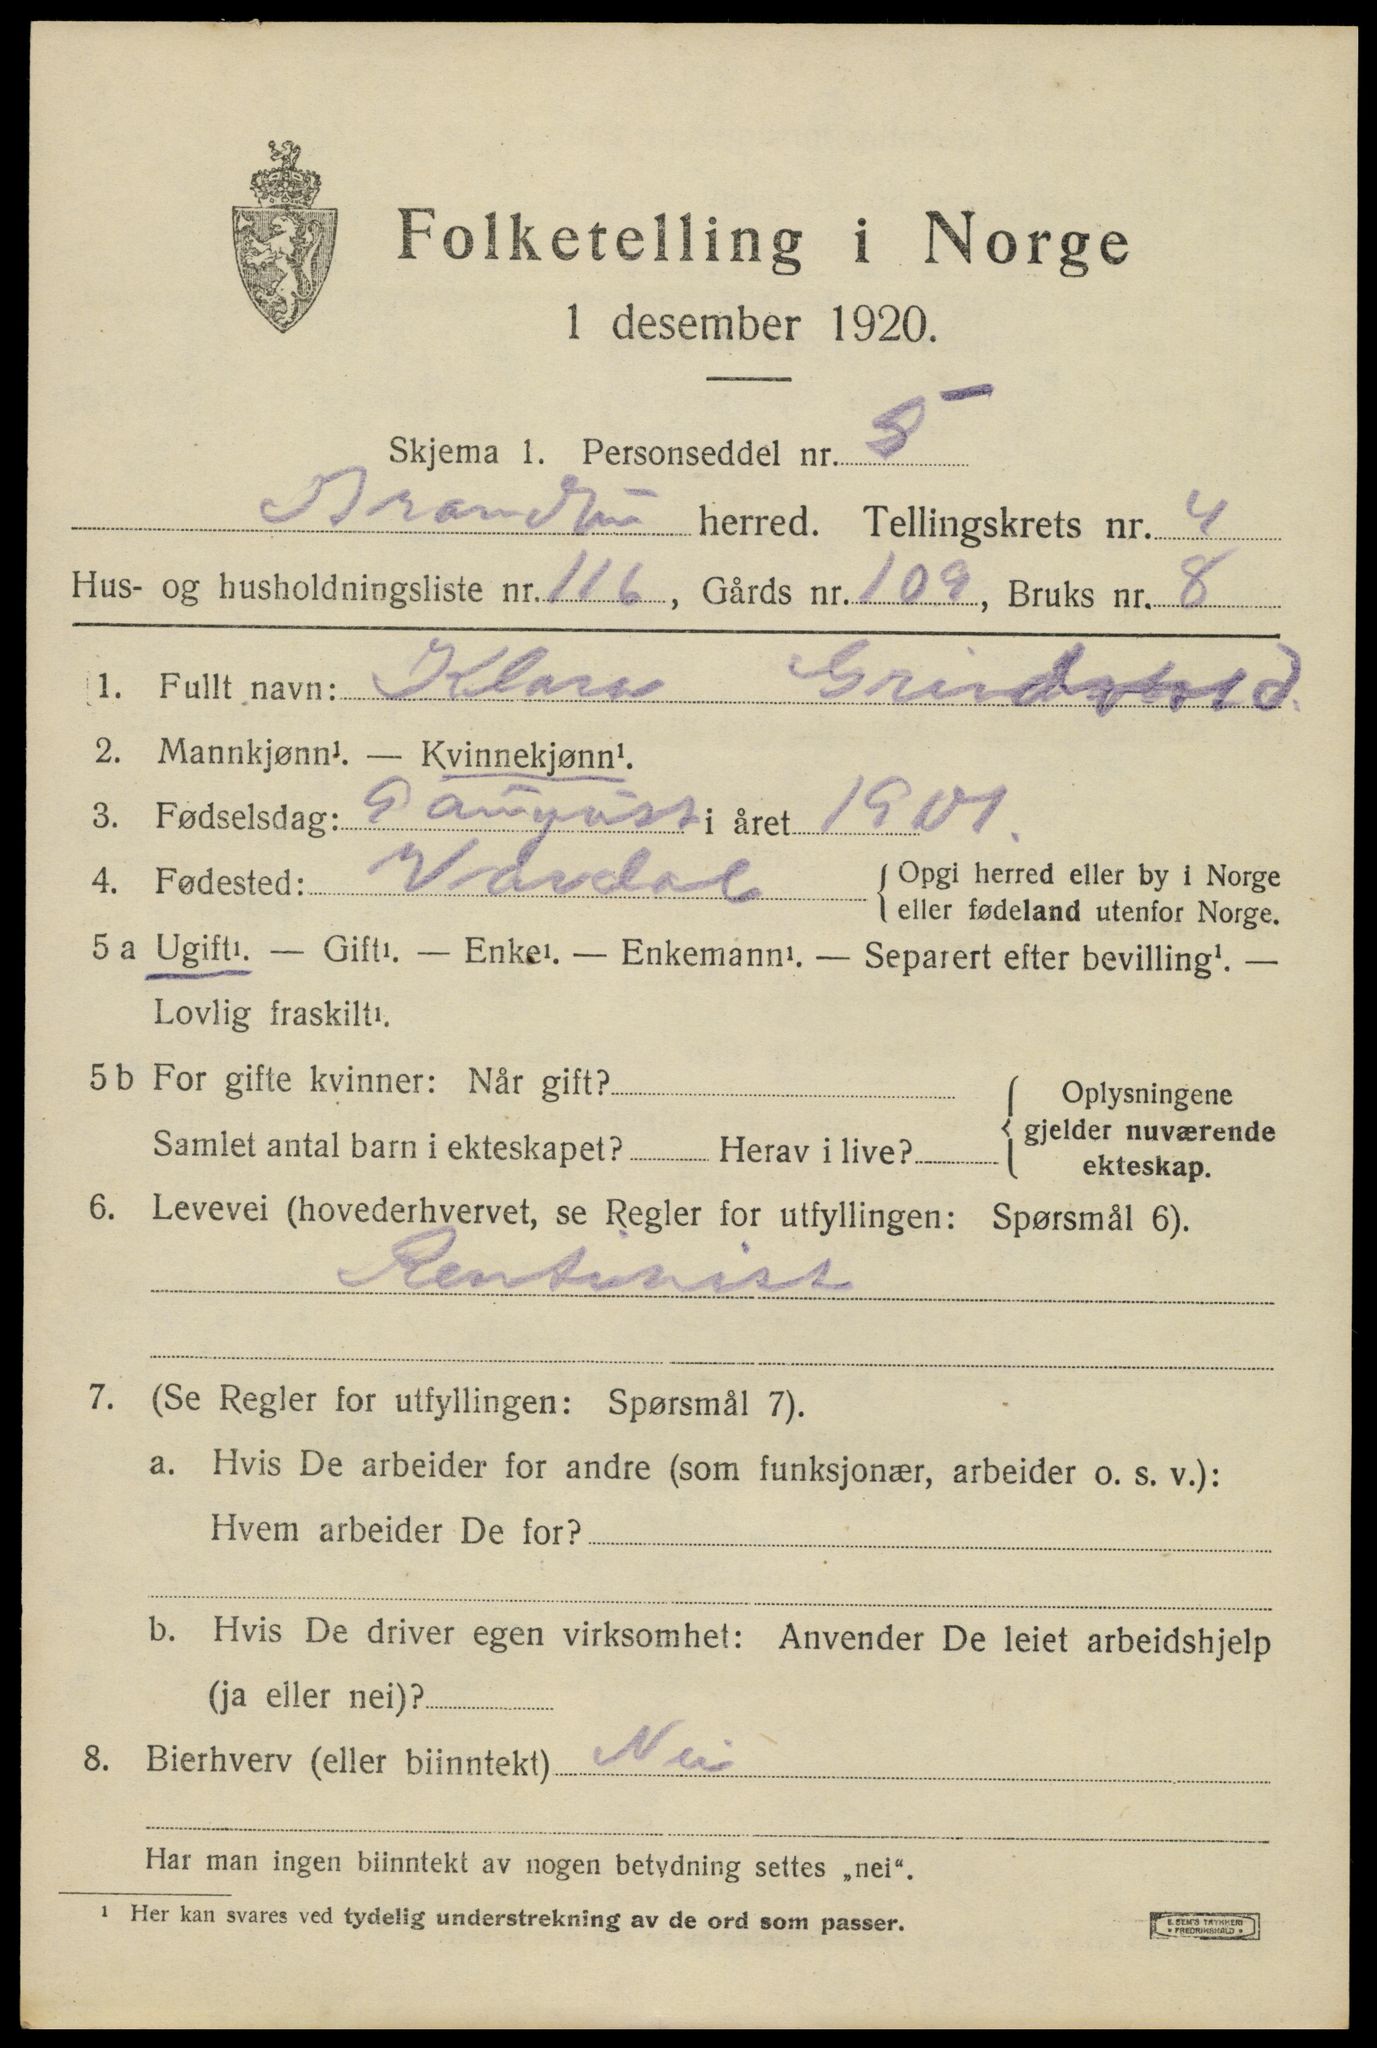 Folketelling i Norge
1 desember 1920.
Skjema 1. Personseddel nr. 5
Brandbu herred. Tellingskrets nr. 4
Hus- og husholdningsliste nr. 116, Gårds nr. 109, Bruks nr. 8
1. Fullt navn: Klara
2. Mannkjønn¹. — Kvinnekjønn¹.
3. Fødselsdag: 9 august i året 1901.
4. Fødested: Vardal {Opgi herred eller by i Norge
eller fødeland utenfor Norge.
5 a Ugift¹. — Gift¹. — Enke¹. — Enkemann¹. — Separert efter bevilling¹. —
Lovlig fraskilt¹.
5 b For gifte kvinner: Når gift? { Oplysningene
gjelder nuværende
Samlet antal barn i ekteskapet? Herav i live? ekteskap.
6. Levevei (hovederhvervet, se Regler for utfyllingen: Spørsmål 6).
7. (Se Regler for utfyllingen: Spørsmål 7).
a. Hvis De arbeider for andre (som funksjonær, arbeider o. s. v.):
Hvem arbeider De for?
b. Hvis De driver egen virksomhet: Anvender De leiet arbeidshjelp
(ja eller nei)?
8. Bierhverv (eller biinntekt) Nei
Har man ingen biinntekt av nogen betydning settes „nei".
¹ Her kan svares ved tydelig understrekning av de ord som passer.
E. SEM'S TRYKKERI
• FREDRIKSHALD •